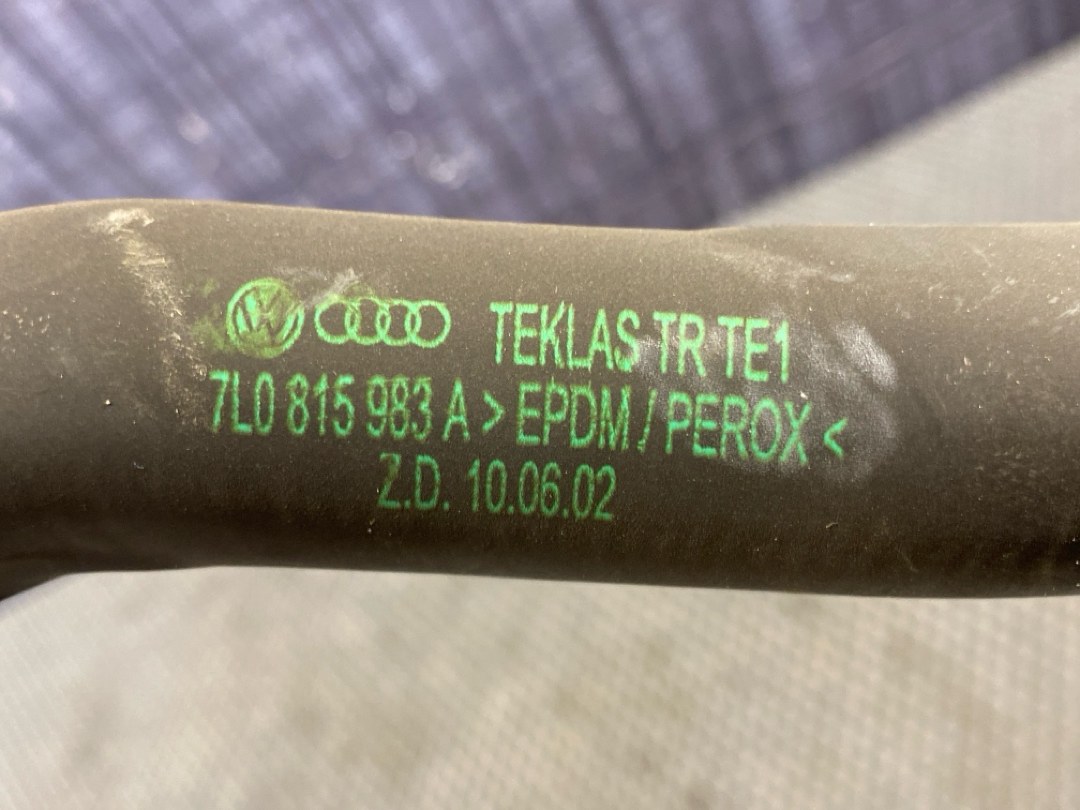 TEKLAS TR TE1
7L0 815 983 A > EPDM / PEROX <
Z.D. 10.06.02